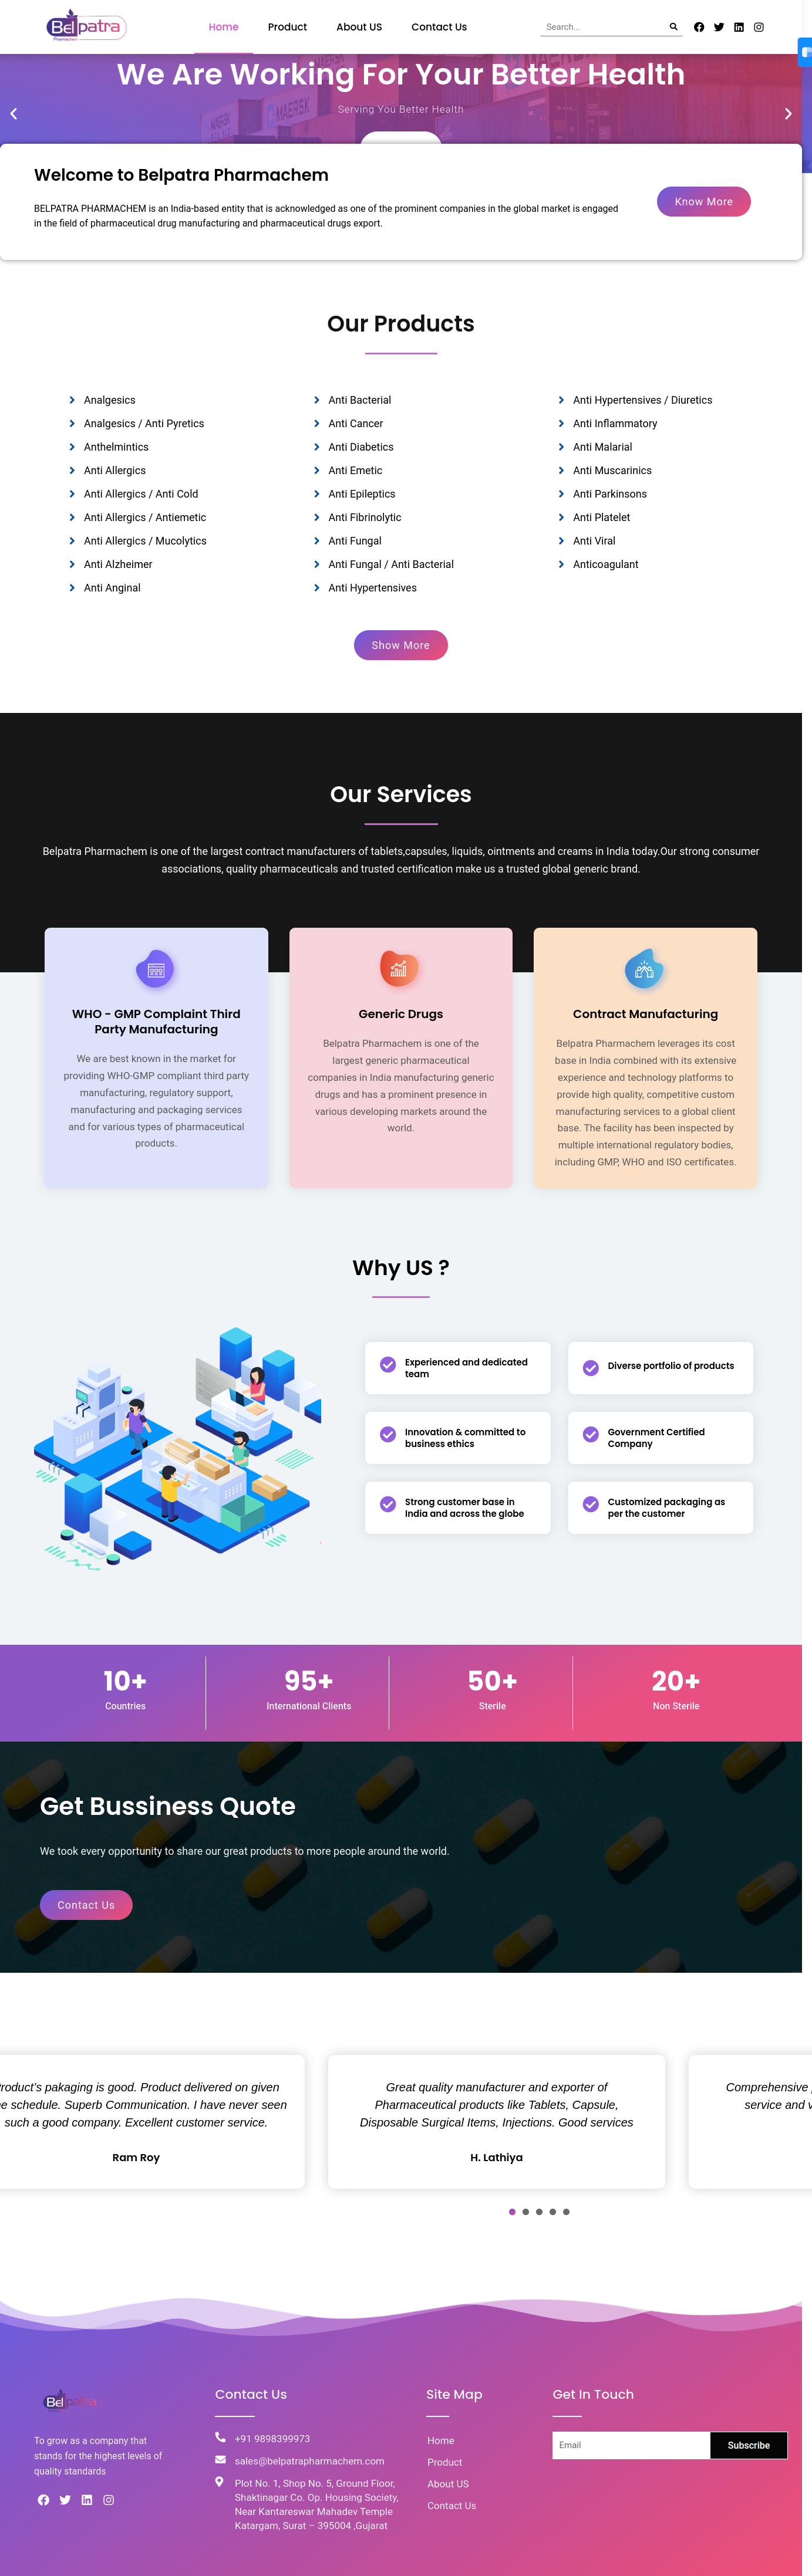 Belpatra
Pharmachem
Home
Product
About US
Contact Us
Search...
We Are Working For Your Better Health
Serving You Better Health
Welcome to Belpatra Pharmachem
BELPATRA PHARMACHEM is an India-based entity that is acknowledged as one of the prominent companies in the global market is engaged
in the field of pharmaceutical drug manufacturing and pharmaceutical drugs export.
Know More
Our Products
Analgesics
Analgesics / Anti Pyretics
Anthelmintics
Anti Allergics
Anti Allergics / Anti Cold
Anti Allergics / Antiemetic
Anti Allergics / Mucolytics
Anti Alzheimer
Anti Anginal
Anti Bacterial
Anti Cancer
Anti Diabetics
Anti Emetic
Anti Epileptics
Anti Fibrinolytic
Anti Fungal
Anti Fungal / Anti Bacterial
Anti Hypertensives
Anti Hypertensives / Diuretics
Anti Inflammatory
Anti Malarial
Anti Muscarinics
Anti Parkinsons
Anti Platelet
Anti Viral
Anticoagulant
Show More
Our Services
Belpatra Pharmachem is one of the largest contract manufacturers of tablets,capsules, liquids, ointments and creams in India today.Our strong consumer
associations, quality pharmaceuticals and trusted certification make us a trusted global generic brand.
WHO - GMP Complaint Third
Party Manufacturing
We are best known in the market for
providing WHO-GMP compliant third party
manufacturing, regulatory support,
manufacturing and packaging services
and for various types of pharmaceutical
products.
Generic Drugs
Belpatra Pharmachem is one of the
largest generic pharmaceutical
companies in India manufacturing generic
drugs and has a prominent presence in
various developing markets around the
world.
Contract Manufacturing
Belpatra Pharmachem leverages its cost
base in India combined with its extensive
experience and technology platforms to
provide high quality, competitive custom
manufacturing services to a global client
base. The facility has been inspected by
multiple international regulatory bodies,
including GMP, WHO and ISO certificates.
Why US ?
Experienced and dedicated
team
Diverse portfolio of products
Innovation & committed to
business ethics
Government Certified
Company
Strong customer base in
India and across the globe
Customized packaging as
per the customer
10+
Countries
95+
International Clients
50+
Sterile
20+
Non Sterile
Get Bussiness Quote
We took every opportunity to share our great products to more people around the world.
Contact Us
roduct's pakaging is good. Product delivered on given
e schedule. Superb Communication. I have never seen
such a good company. Excellent customer service.
Ram Roy
Great quality manufacturer and exporter of
Pharmaceutical products like Tablets, Capsule,
Disposable Surgical Items, Injections. Good services
H. Lathiya
Comprehensive
service and
Belpatra
To grow as a company that
stands for the highest levels of
quality standards
Contact Us
+91 9898399973
sales@belpatrapharmachem.com
Plot No. 1, Shop No. 5, Ground Floor,
Shaktinagar Co. Op. Housing Society,
Near Kantareswar Mahadev Temple
Katargam, Surat – 395004 ,Gujarat
Site Map
Home
Product
About US
Contact Us
Get In Touch
Email
Subscribe